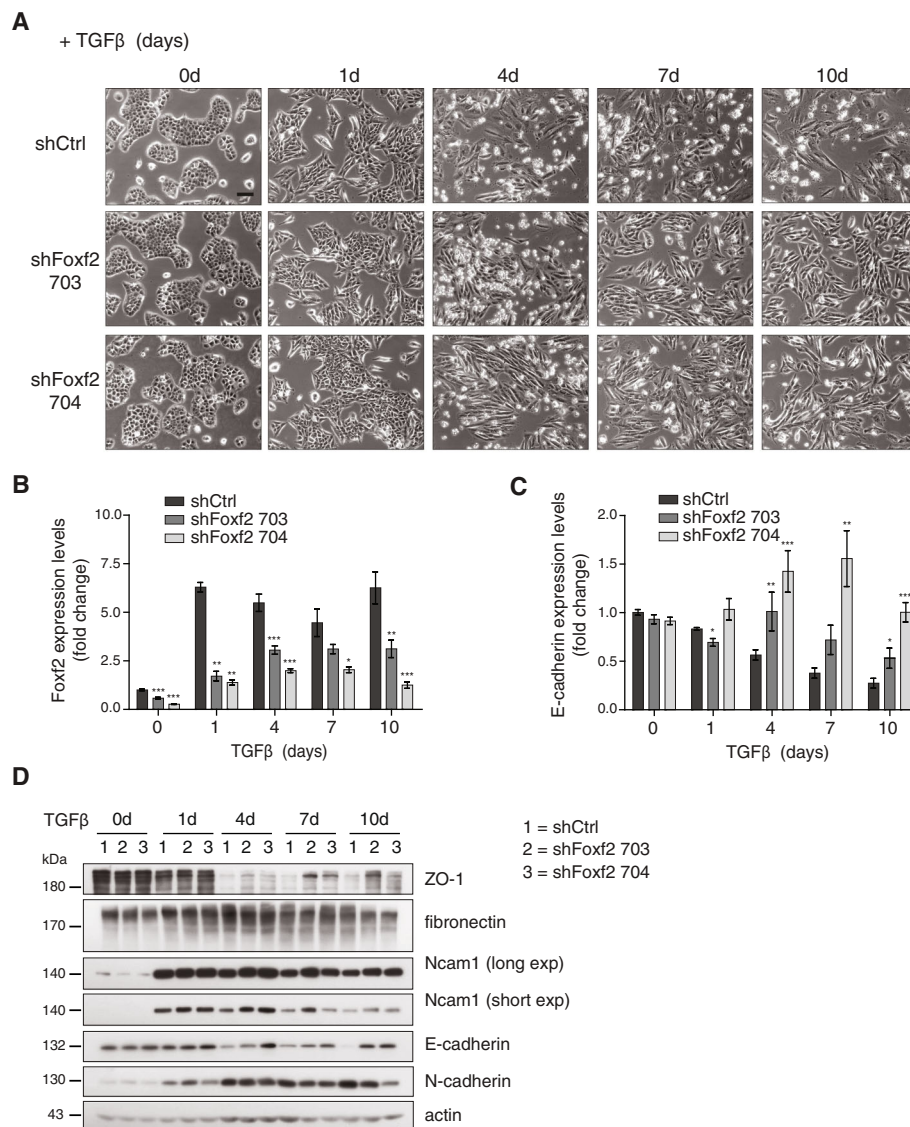 A
+ TGFβ (days)
0d 1d 4d 7d 10d
shCtrl
shFoxf2
703
shFoxf2
704
B
shCtrl
shFoxf2 703
shFoxf2 704
Foxf2 expression levels
(fold change)
10.0
7.5
5.0
2.5
0.0
***
***
**
**
***
***
*
**
***
0 1 4 7 10
TGFβ (days)
C
shCtrl
shFoxf2 703
shFoxf2 704
E-cadherin expression levels
(fold change)
2.0
1.5
1.0
0.5
0.0
*
**
***
**
*
***
0 1 4 7 10
TGFβ (days)
D
TGFβ 0d 1d 4d 7d 10d
1 2 3 1 2 3 1 2 3 1 2 3 1 2 3
kDa
1 = shCtrl
2 = shFoxf2 703
3 = shFoxf2 704
180 ZO-1
170 fibronectin
140 Ncam1 (long exp)
140 Ncam1 (short exp)
132 E-cadherin
130 N-cadherin
43 actin